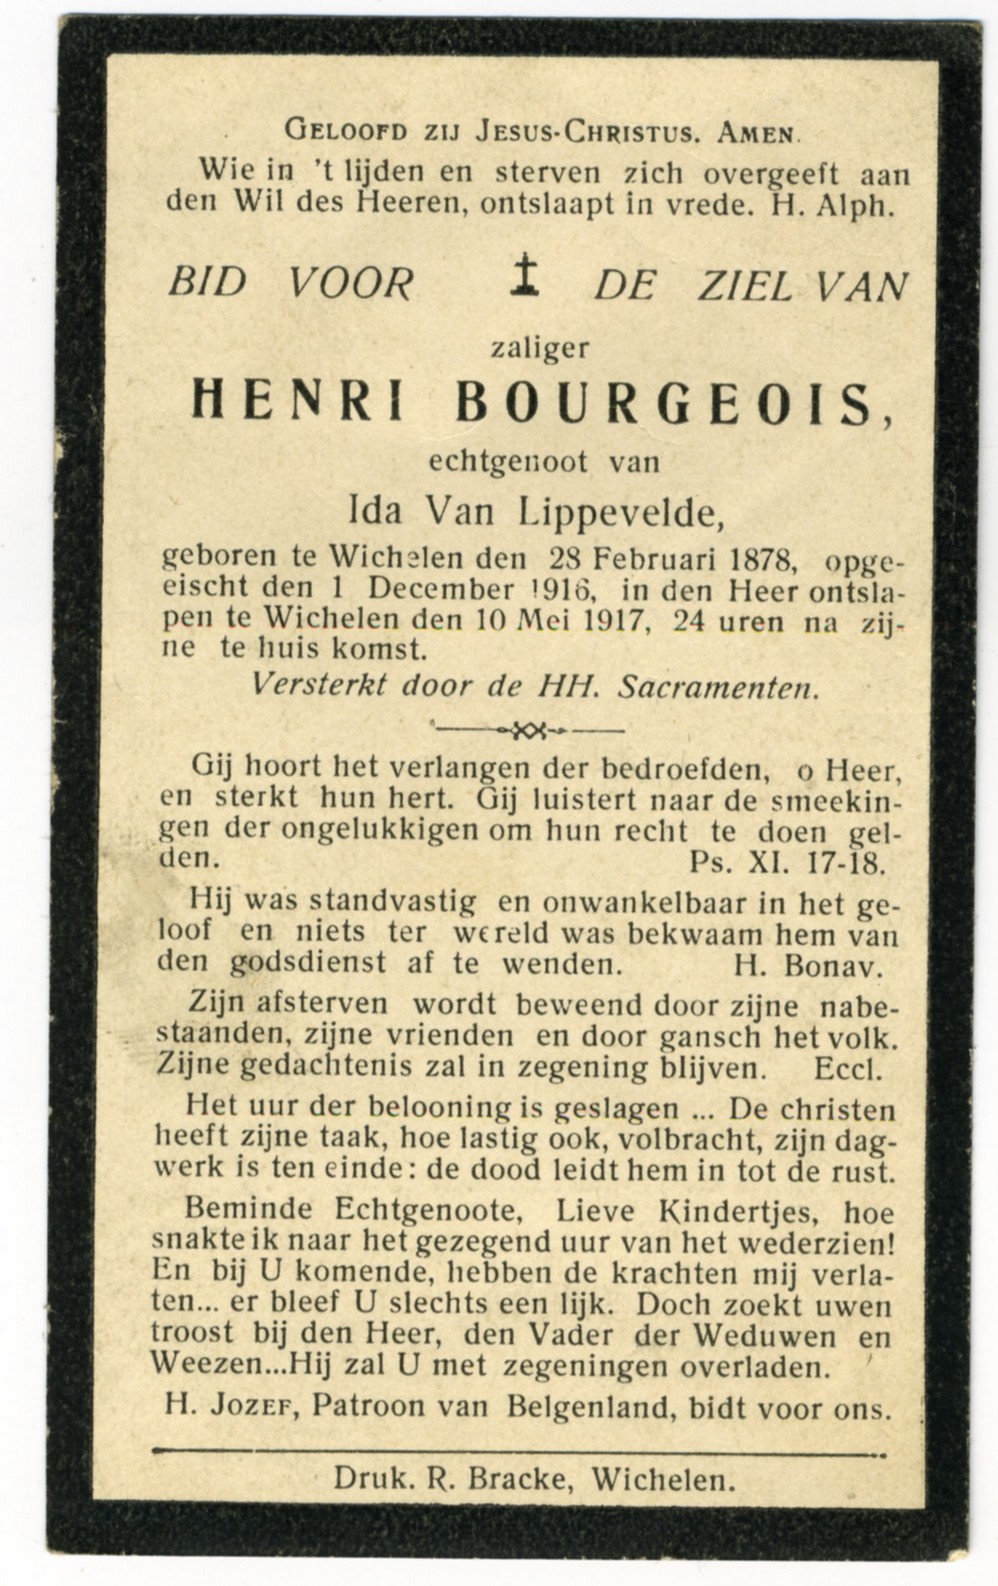 GELOOFD ZIJ JESUS-CHRISTUS. AMEN.
Wie in 't lijden en sterven zich overgeeft aan
den Wil des Heeren, ontslaapt in vrede. H. Alph.
BID VOOR DE ZIEL VAN
zaliger
HENRI BOURGEOIS,
echtgenoot van
Ida Van Lippevelde,
geboren te Wichelen den 28 Februari 1878, opge-
eischt den 1 December 1916, in den Heer ontsla-
pen te Wichelen den 10 Mei 1917, 24 uren na zij-
ne te huis komst.
Versterkt door de HH. Sacramenten.
Gij hoort het verlangen der bedroefden, o Heer,
en sterkt hun hert. Gij luistert naar de smeekin-
gen der ongelukkigen om hun recht te doen gel-
den. Ps. XI. 17-18.
Hij was standvastig en onwankelbaar in het ge-
loof en niets ter wereld was bekwaam hem van
den godsdienst af te wenden. H. Bonav.
Zijn afsterven wordt beweend door zijne nabe-
staanden, zijne vrienden en door gansch het volk.
Zijne gedachtenis zal in zegening blijven. Eccl.
Het uur der belooning is geslagen ... De christen
heeft zijne taak, hoe lastig ook, volbracht, zijn dag-
werk is ten einde: de dood leidt hem in tot de rust.
Beminde Echtgenoote, Lieve Kindertjes, hoe
snakte ik naar het gezegend uur van het wederzien!
En bij U komende, hebben de krachten mij verla-
ten... er bleef U slechts een lijk. Doch zoekt uwen
troost bij den Heer, den Vader der Weduwen en
Weezen...Hij zal U met zegeningen overladen.
H. JOZEF, Patroon van Belgenland, bidt voor ons.
Druk. R. Bracke, Wichelen.